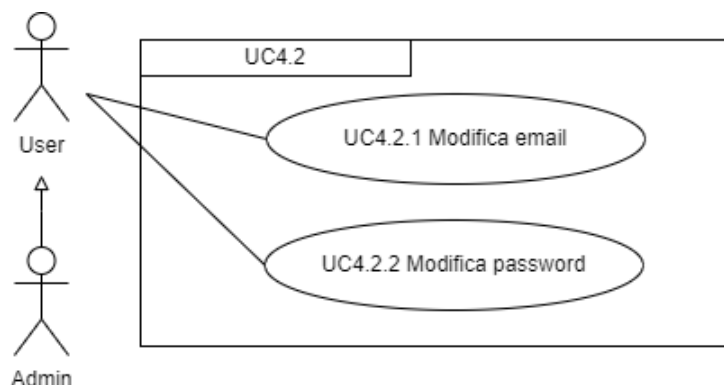 UC4.2
UC4.2.1 Modifica email
User
UC4.2.2 Modifica password
Admin